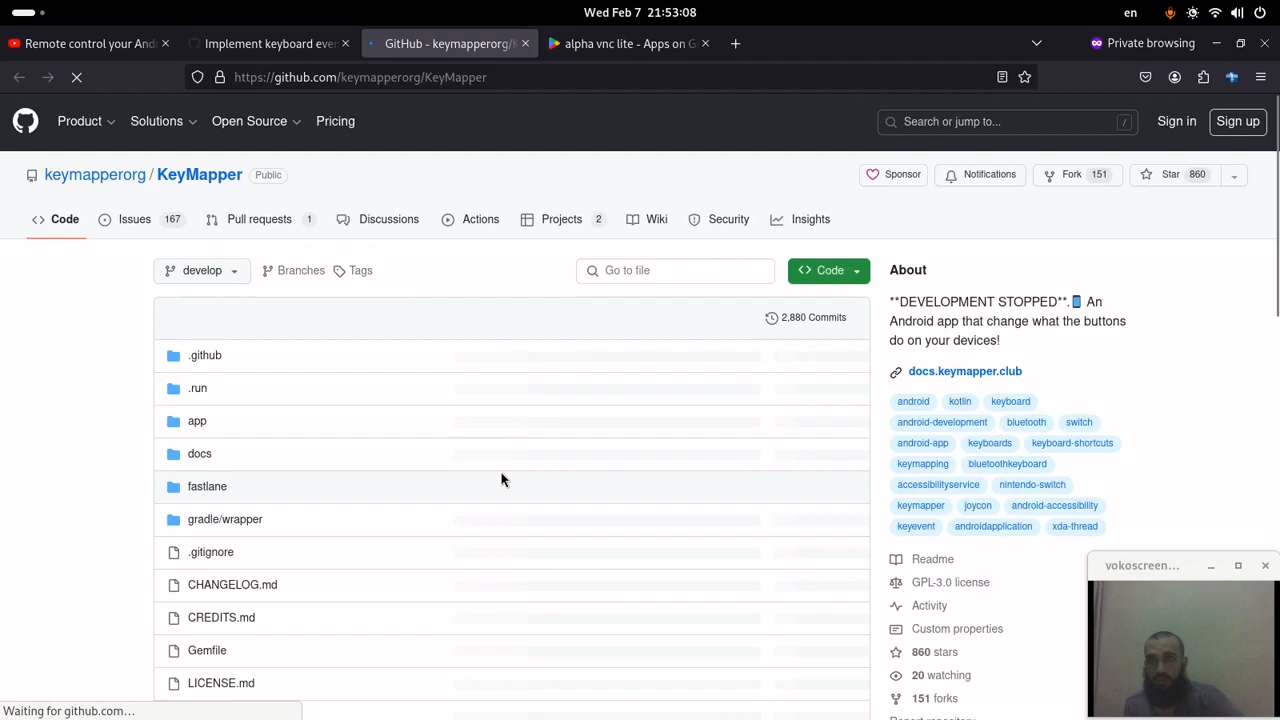 Wed Feb 7 21:53:08
en
Remote control your And
Implement keyboard eve
GitHub - keymapperorg/K
alpha vnc lite - Apps on G
Private browsing
https://github.com/keymapperorg/KeyMapper
Product
Solutions
Open Source
Pricing
Search or jump to...
/
Sign in
Sign up
keymapperorg / KeyMapper
Public
Sponsor
Notifications
Fork 151
Star 860
Code
Issues 167
Pull requests 1
Discussions
Actions
Projects 2
Wiki
Security
Insights
develop
Branches
Tags
Go to file
Code
2,880 Commits
.github
.run
app
docs
fastlane
gradle/wrapper
.gitignore
CHANGELOG.md
CREDITS.md
Gemfile
LICENSE.md
About
**DEVELOPMENT STOPPED**.📱 An
Android app that change what the buttons
do on your devices!
docs.keymapper.club
android kotlin keyboard
android-development bluetooth switch
android-app keyboards keyboard-shortcuts
keymapping bluetoothkeyboard
accessibilityservice nintendo-switch
keymapper joycon android-accessibility
keyevent androidapplication xda-thread
Readme
GPL-3.0 license
Activity
Custom properties
860 stars
20 watching
151 forks
Report repository
vokoscreen...
Waiting for github.com...